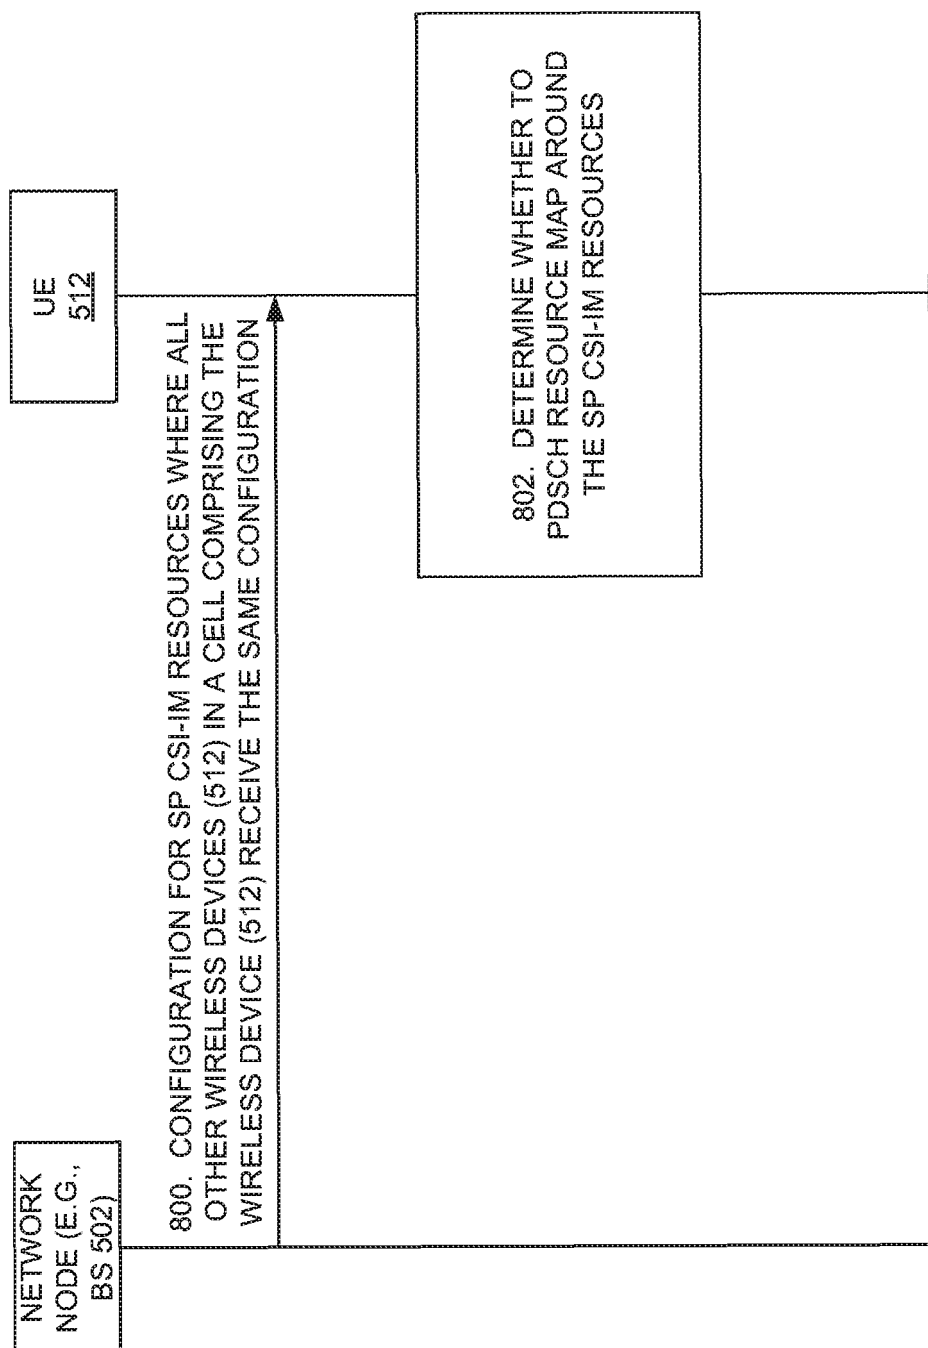 NETWORK
NODE (E.G.,
BS 502)
UE
512
800. CONFIGURATION FOR SP CSI-IM RESOURCES WHERE ALL
OTHER WIRELESS DEVICES (512) IN A CELL COMPRISING THE
WIRELESS DEVICE (512) RECEIVE THE SAME CONFIGURATION
802. DETERMINE WHETHER TO
PDSCH RESOURCE MAP AROUND
THE SP CSI-IM RESOURCES